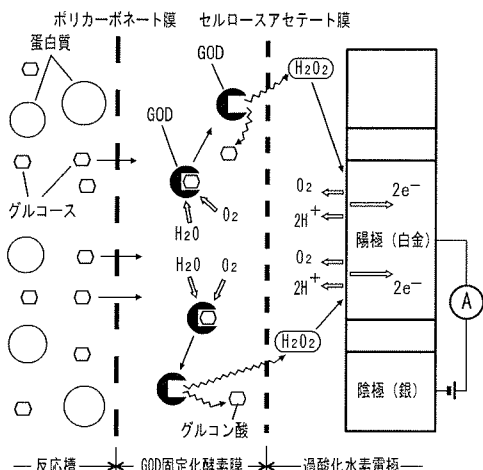 ポリカーボネート膜
セルロースアセテート膜
蛋白質
GOD
H2O2
GOD
グルコース
O2
H2O
O2
2H+
2e−
陽極（白金）
H2O
O2
O2
2H+
2e−
A
H2O2
陰極（銀）
グルコン酸
反応槽
GOD固定化酵素膜
過酸化水素電極